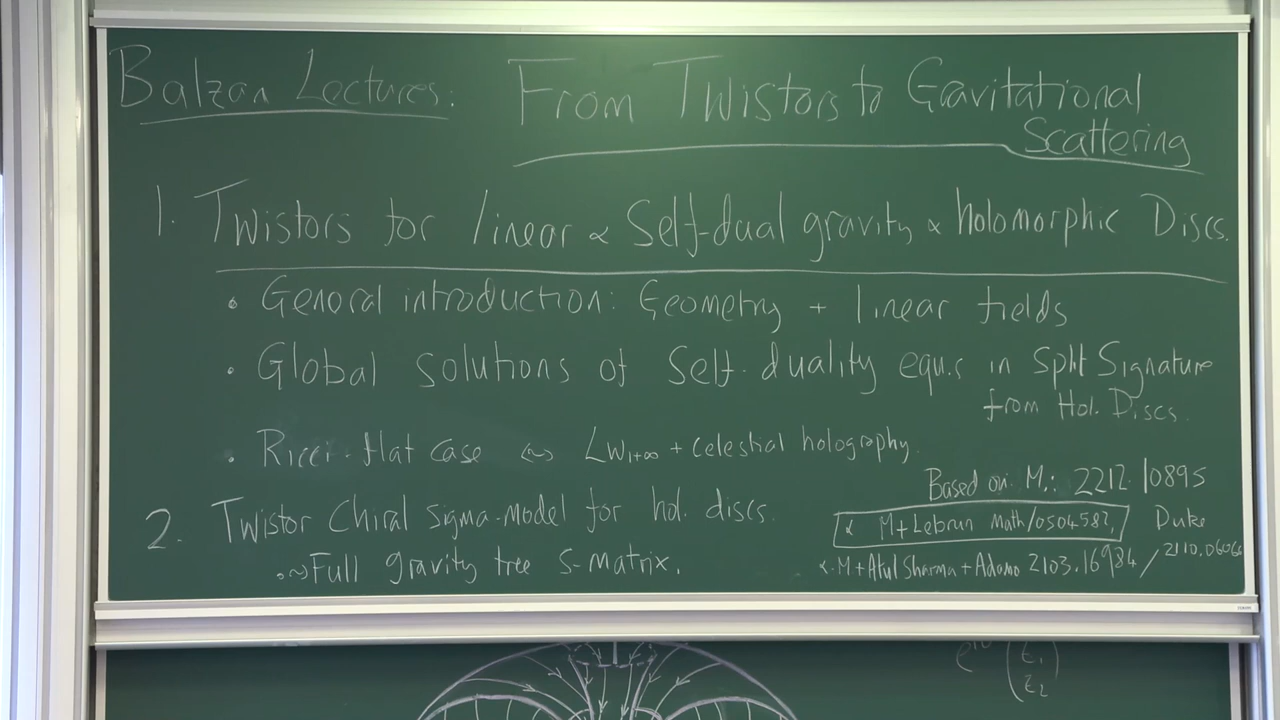 Balzan Lectures: From Twistors to Gravitational
Scattering
1. Twistors for linear & Self-dual gravity & holomorphic Discs.
• General introduction: Geometry + linear fields
• Global solutions of Self-duality equ.s in Split Signature
from Hol. Discs.
• Ricci-flat case ↭ Lw1+∞ + celestial holography.
Based on M.: 2212.10895
2. Twistor Chiral Sigma-Model for hol. discs.
& M+Lebrun Math/0504582, Duke
•⤳ Full gravity tree S-matrix.
&. M+Atul Sharma+Adamo 2103.16984 / 2110.06066
(t1
t2)